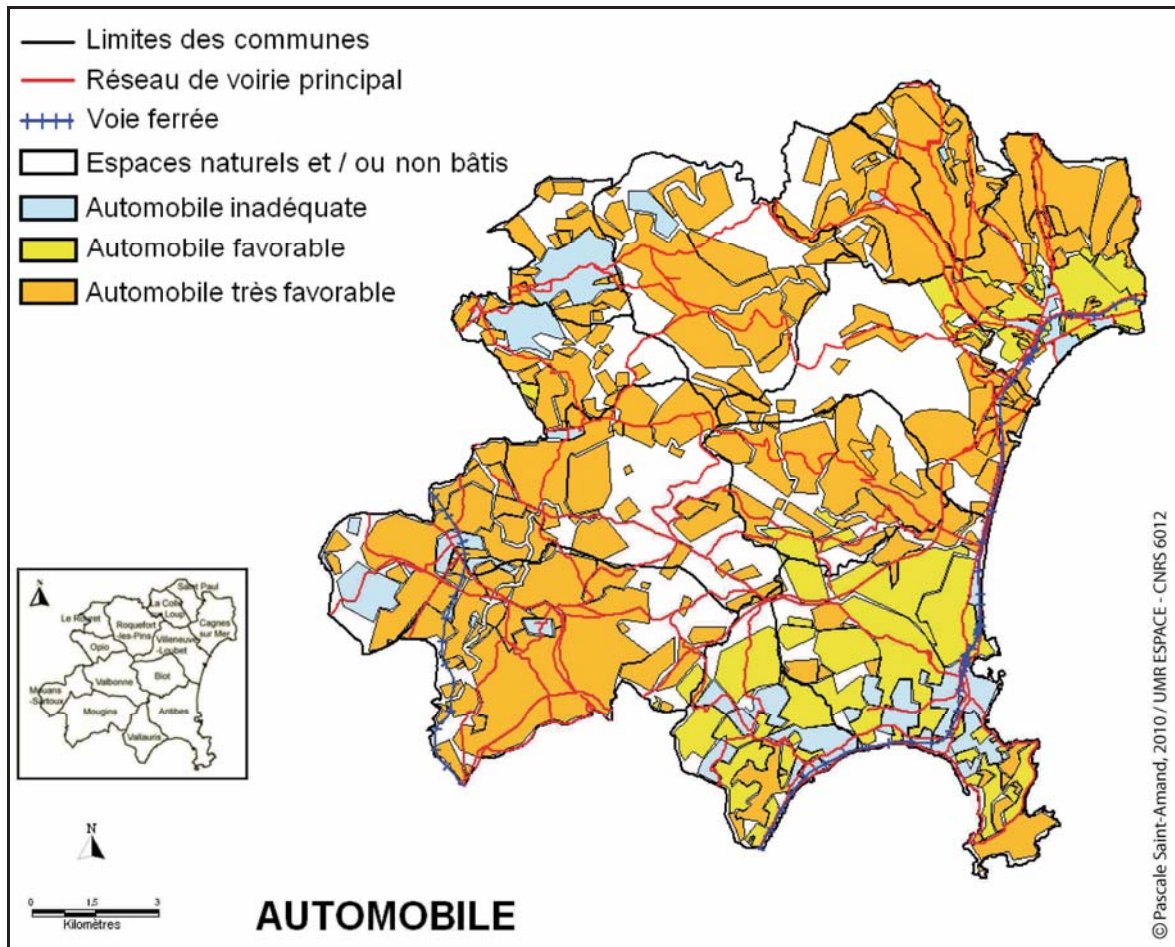 Limites des communes
Réseau de voirie principal
Voie ferrée
Espaces naturels et / ou non bâtis
Automobile inadéquate
Automobile favorable
Automobile très favorable
N
Saint Paul
La Colle
sur Loup
Le Rouret
Cagnes
sur Mer
Roquefort
-les-Pins
Villeneuve
-Loubet
Opio
Valbonne
Biot
Mouans
-Sartoux
Mougins
Antibes
Vallauris
N
0 1,5 3
Kilomètres
AUTOMOBILE
© Pascale Saint-Amand, 2010 / UMR ESPACE - CNRS 6012